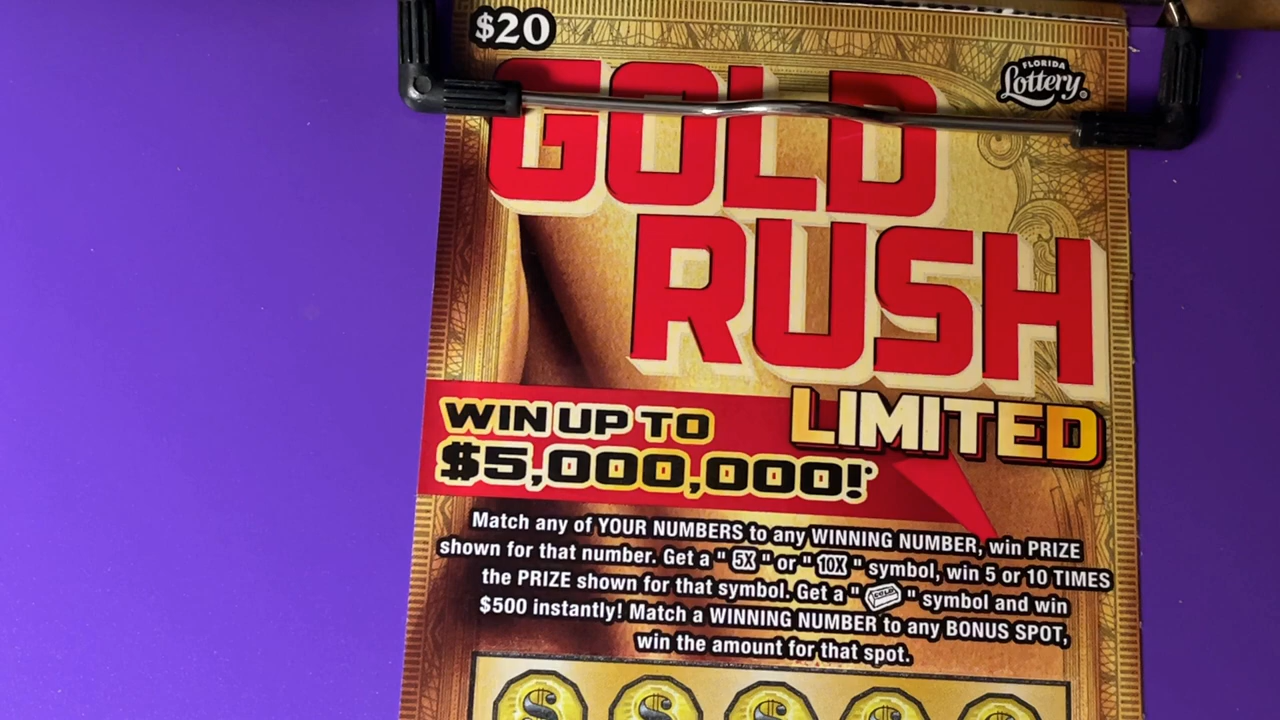 $20
FLORIDA
Lottery
GOLD
RUSH
LIMITED
WIN UP TO
$5,000,000!*
Match any of YOUR NUMBERS to any WINNING NUMBER, win PRIZE
shown for that number. Get a "5X" or "10X" symbol, win 5 or 10 TIMES
the PRIZE shown for that symbol. Get a "GOLD" symbol and win
$500 instantly! Match a WINNING NUMBER to any BONUS SPOT,
win the amount for that spot.
$ $ $ $ $